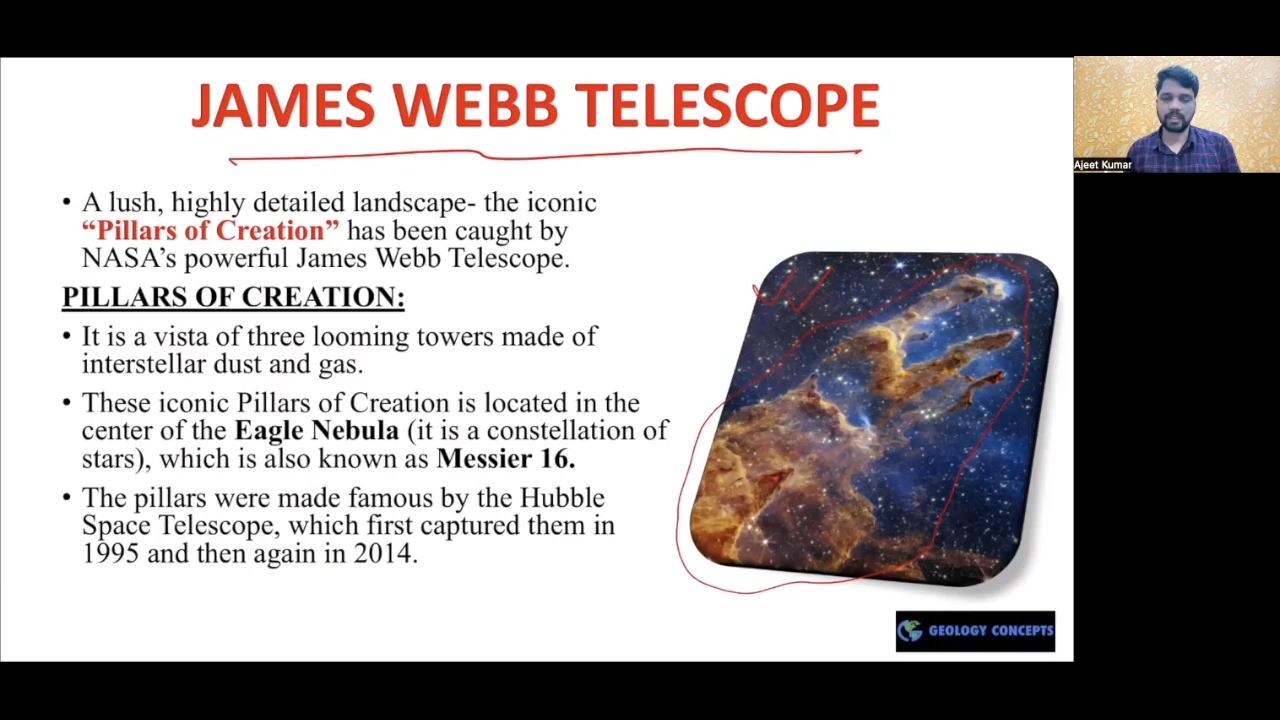 JAMES WEBB TELESCOPE
Ajeet Kumar
• A lush, highly detailed landscape- the iconic
“Pillars of Creation” has been caught by
NASA’s powerful James Webb Telescope.
PILLARS OF CREATION:
• It is a vista of three looming towers made of
interstellar dust and gas.
• These iconic Pillars of Creation is located in the
center of the Eagle Nebula (it is a constellation of
stars), which is also known as Messier 16.
• The pillars were made famous by the Hubble
Space Telescope, which first captured them in
1995 and then again in 2014.
GEOLOGY CONCEPTS